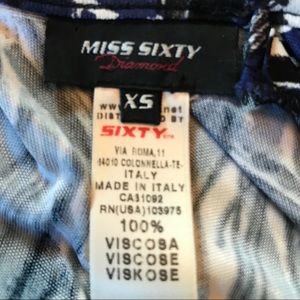 MISS SIXTY
Diamond
XS
BY
SIXTY
VIA ROMA, 11
64010 COLONNELLA-TE-
ITALY
MADE IN ITALY
CA31092
RN(USA)103975
100%
VISCOSA
VISCOSE
VISKOSE